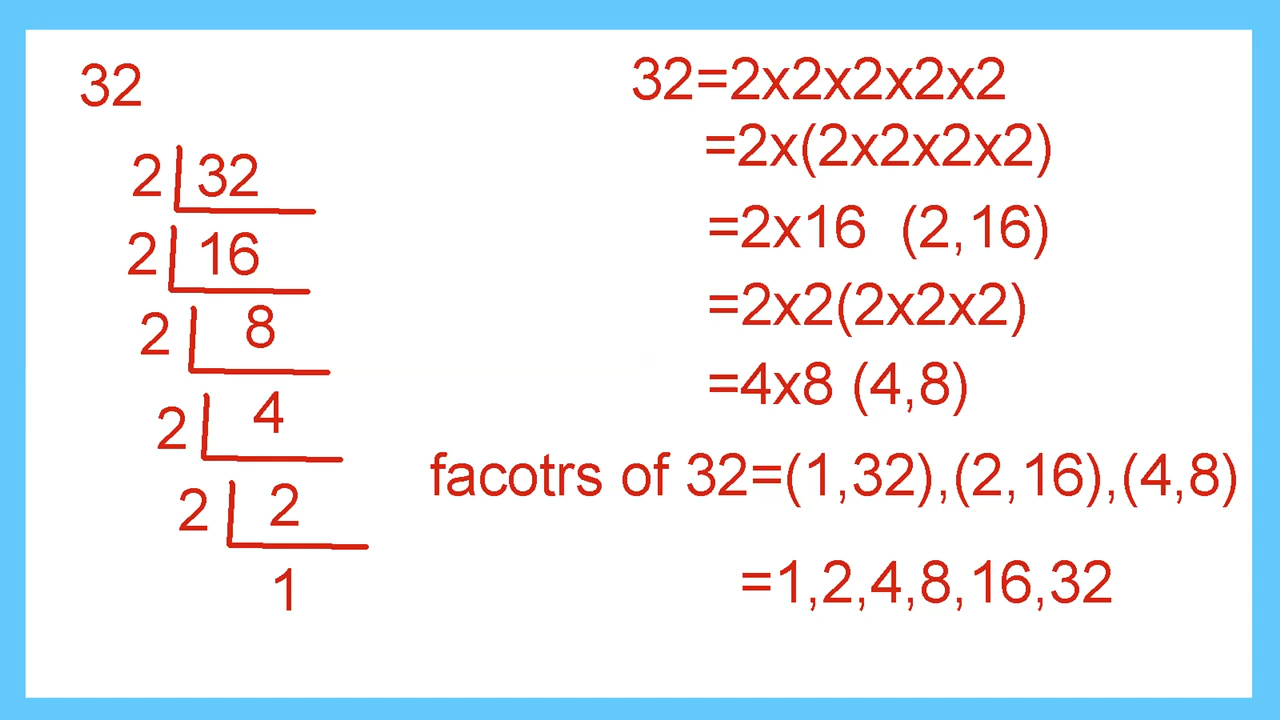 32
2 32
2 16
2 8
2 4
2 2
1
32=2x2x2x2x2
=2x(2x2x2x2)
=2x16 (2,16)
=2x2(2x2x2)
=4x8 (4,8)
facotrs of 32=(1,32),(2,16),(4,8)
=1,2,4,8,16,32